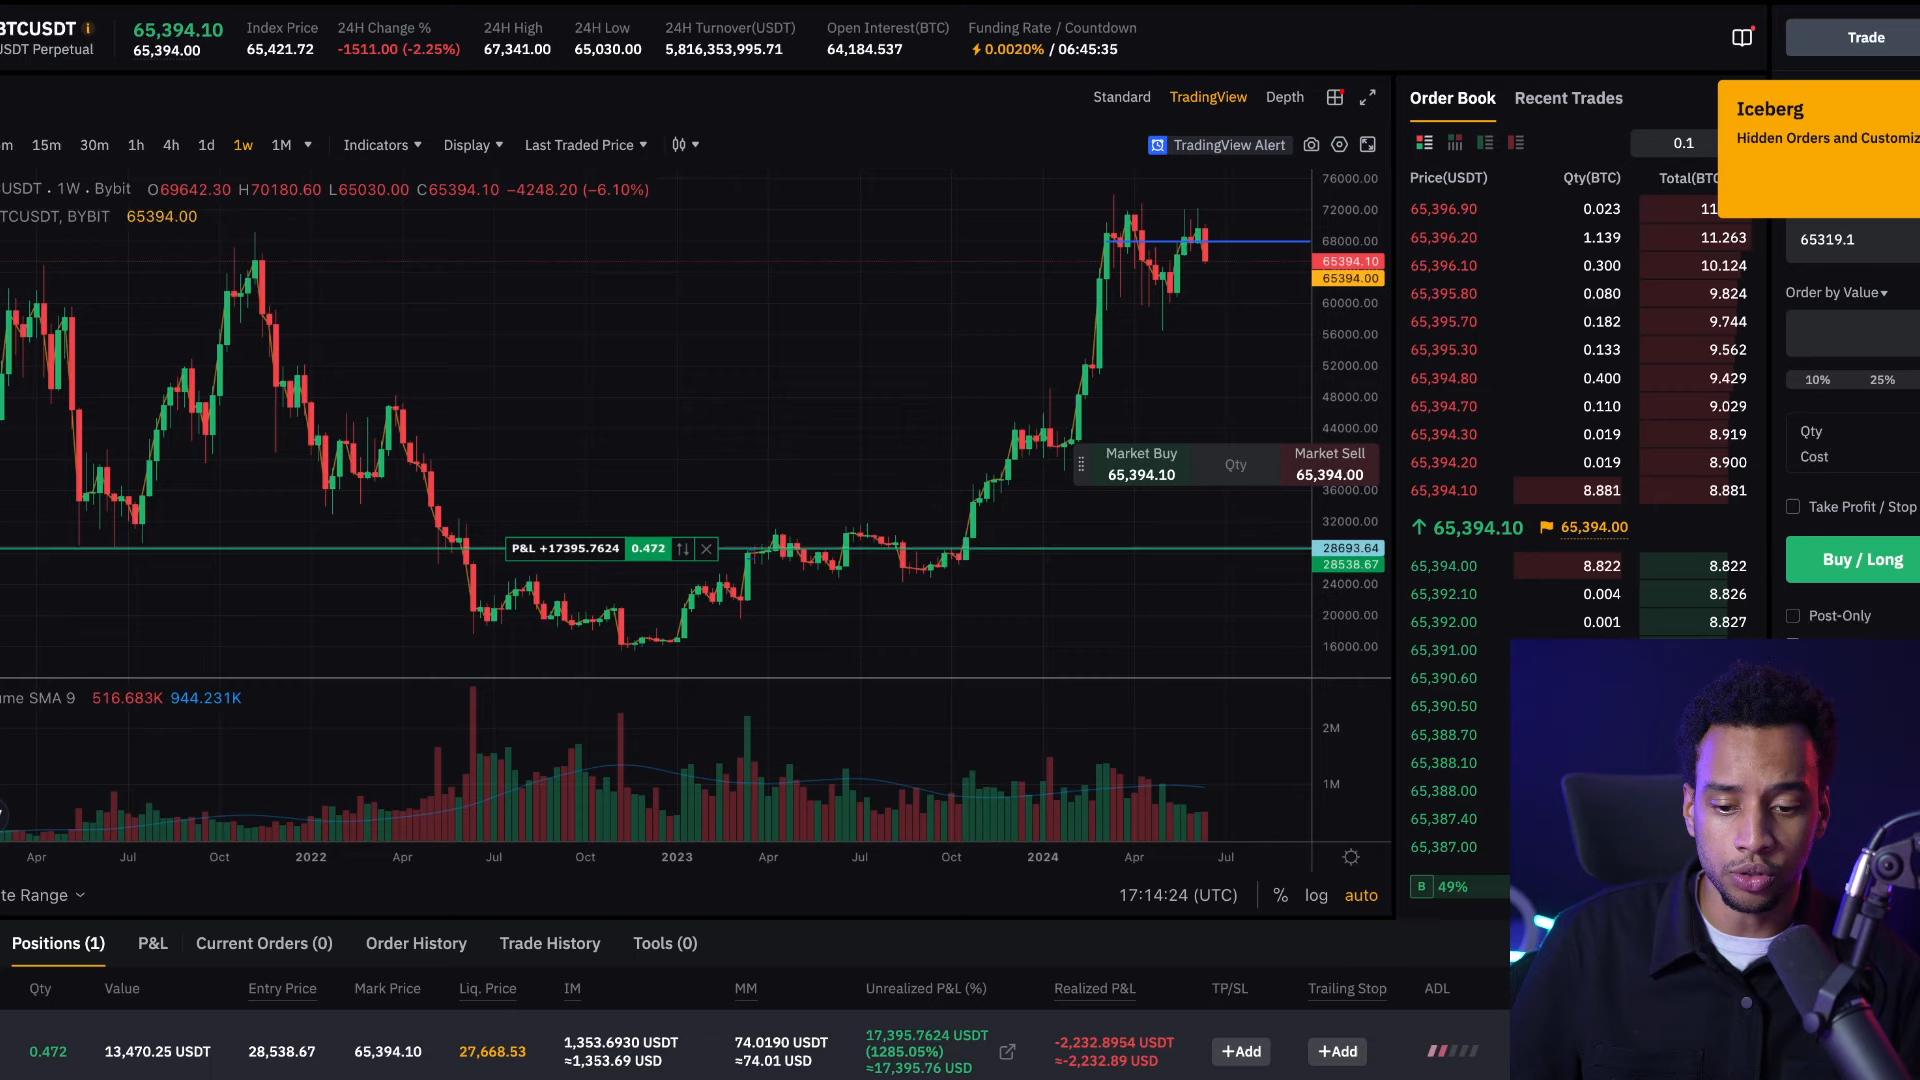 BTCUSDT
USDT Perpetual
65,394.10
65,394.00
Index Price
65,421.72
24H Change %
-1511.00 (-2.25%)
24H High
67,341.00
24H Low
65,030.00
24H Turnover(USDT)
5,816,353,995.71
Open Interest(BTC)
64,184.537
Funding Rate / Countdown
0.0020% / 06:45:35
Trade
Standard
TradingView
Depth
Order Book
Recent Trades
Iceberg
Hidden Orders and Customiz
m
15m
30m
1h
4h
1d
1w
1M
Indicators
Display
Last Traded Price
TradingView Alert
0.1
USDT . 1W . Bybit O69642.30 H70180.60 L65030.00 C65394.10 −4248.20 (−6.10%)
TCUSDT, BYBIT 65394.00
76000.00
72000.00
68000.00
65394.10
65394.00
60000.00
56000.00
52000.00
48000.00
44000.00
36000.00
32000.00
28693.64
28538.67
24000.00
20000.00
16000.00
Market Buy
65,394.10
Qty
Market Sell
65,394.00
P&L +17395.7624
0.472
ume SMA 9 516.683K 944.231K
2M
1M
Apr
Jul
Oct
2022
Apr
Jul
Oct
2023
Apr
Jul
Oct
2024
Apr
Jul
te Range
17:14:24 (UTC)
%
log
auto
Price(USDT) Qty(BTC) Total(BTC
65,396.90 0.023 11
65,396.20 1.139 11.263
65,396.10 0.300 10.124
65,395.80 0.080 9.824
65,395.70 0.182 9.744
65,395.30 0.133 9.562
65,394.80 0.400 9.429
65,394.70 0.110 9.029
65,394.30 0.019 8.919
65,394.20 0.019 8.900
65,394.10 8.881 8.881
65,394.10 65,394.00
65,394.00 8.822 8.822
65,392.10 0.004 8.826
65,392.00 0.001 8.827
65,391.00
65,390.60
65,390.50
65,388.70
65,388.10
65,388.00
65,387.40
65,387.00
B 49%
65319.1
Order by Value
10%
25%
Qty
Cost
Take Profit / Stop
Buy / Long
Post-Only
Positions (1)
P&L
Current Orders (0)
Order History
Trade History
Tools (0)
Qty
Value
Entry Price
Mark Price
Liq. Price
IM
MM
Unrealized P&L (%)
Realized P&L
TP/SL
Trailing Stop
ADL
0.472
13,470.25 USDT
28,538.67
65,394.10
27,668.53
1,353.6930 USDT
≈1,353.69 USD
74.0190 USDT
≈74.01 USD
17,395.7624 USDT
(1285.05%)
≈17,395.76 USD
-2,232.8954 USDT
≈-2,232.89 USD
+Add
+Add